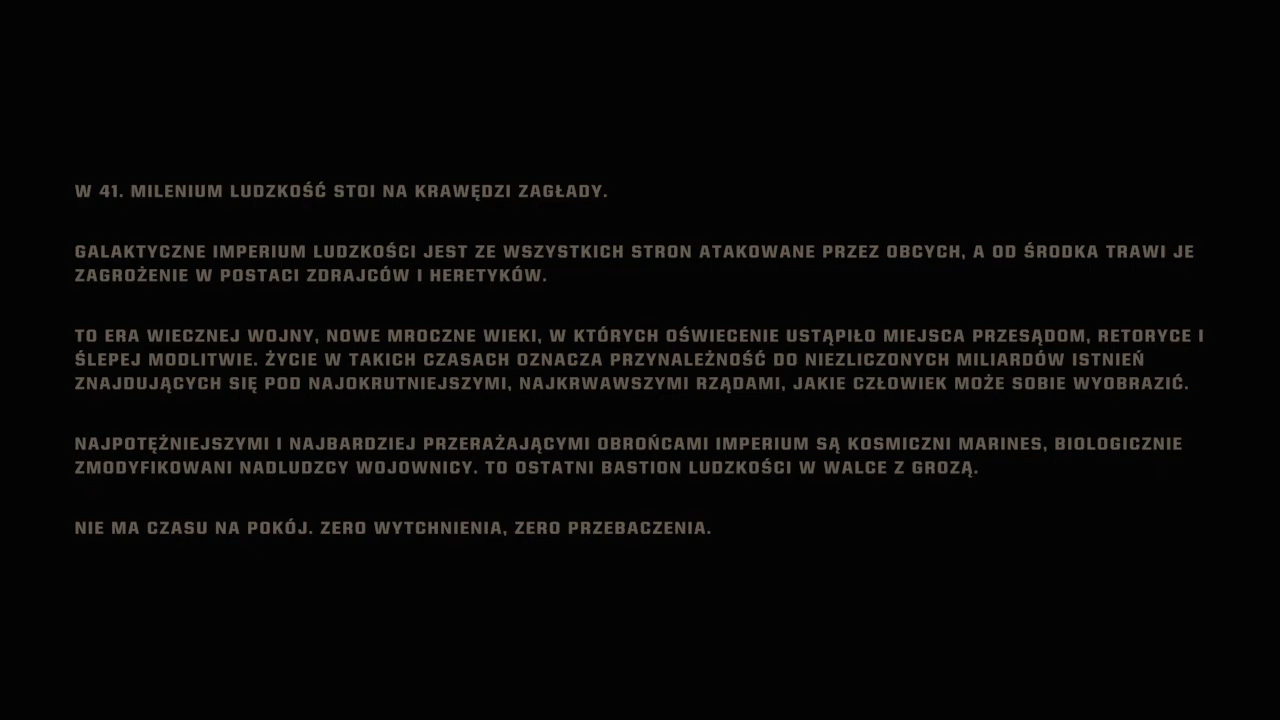 W 41. MILENIUM LUDZKOŚĆ STOI NA KRAWĘDZI ZAGŁADY.
GALAKTYCZNE IMPERIUM LUDZKOŚCI JEST ZE WSZYSTKICH STRON ATAKOWANE PRZEZ OBCYCH, A OD ŚRODKA TRAWI JE
ZAGROŻENIE W POSTACI ZDRAJCÓW I HERETYKÓW.
TO ERA WIECZNEJ WOJNY, NOWE MROCZNE WIEKI, W KTÓRYCH OŚWIECENIE USTĄPIŁO MIEJSCA PRZESĄDOM, RETORYCE I
ŚLEPEJ MODLITWIE. ŻYCIE W TAKICH CZASACH OZNACZA PRZYNALEŻNOŚĆ DO NIEZLICZONYCH MILIARDÓW ISTNIEŃ
ZNAJDUJĄCYCH SIĘ POD NAJOKRUTNIEJSZYMI, NAJKRWAWSZYMI RZĄDAMI, JAKIE CZŁOWIEK MOŻE SOBIE WYOBRAZIĆ.
NAJPOTĘŻNIEJSZYMI I NAJBARDZIEJ PRZERAŻAJĄCYMI OBROŃCAMI IMPERIUM SĄ KOSMICZNI MARINES, BIOLOGICZNIE
ZMODYFIKOWANI NADLUDZCY WOJOWNICY. TO OSTATNI BASTION LUDZKOŚCI W WALCE Z GROZĄ.
NIE MA CZASU NA POKÓJ. ZERO WYTCHNIENIA, ZERO PRZEBACZENIA.